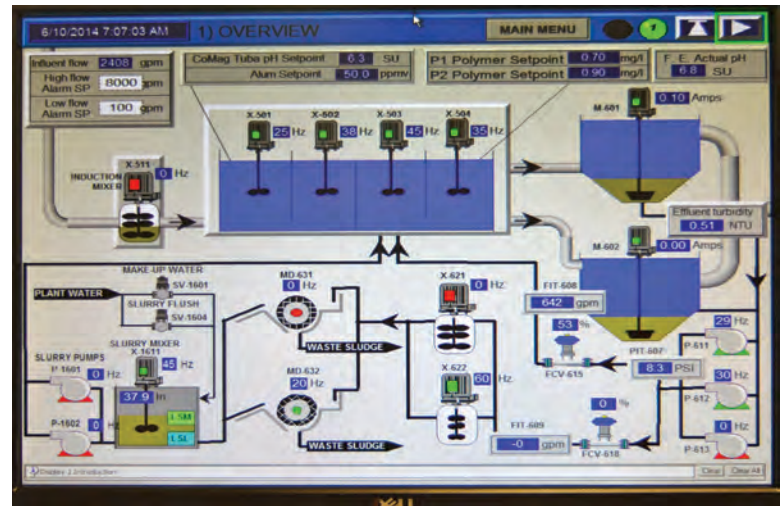 6/10/2014 7:07:03 AM
1) OVERVIEW
MAIN MENU
1
Influent flow 2408 gpm
High flow Alarm SP 8000 gpm
Low flow Alarm SP 100 gpm
CoMag Tuba pH Setpoint 6.3 SU
Alum Setpoint 50.0 ppmv
P1 Polymer Setpoint 0.70 mg/l
P2 Polymer Setpoint 0.90 mg/l
F. E. Actual pH
6.8 SU
X-501
25 Hz
X-502
38 Hz
X-503
45 Hz
X-504
35 Hz
M-601
0.10 Amps
X-511
0 Hz
INDUCTION MIXER
Effluent turbidity
0.51 NTU
M-602
0.00 Amps
MAKE-UP WATER
SV-1601
PLANT WATER
SLURRY FLUSH
SV-1604
MD-631
0 Hz
WASTE SLUDGE
X-621
0 Hz
FIT-608
642 gpm
53 %
FCV-615
PIT-607
8.3 PSI
29 Hz
P-611
30 Hz
P-612
0 Hz
P-613
SLURRY PUMPS
P-1601 0 Hz
P-1602 0 Hz
SLURRY MIXER
X-1611
45 Hz
37.9 in
LSM
LSL
MD-632
20 Hz
WASTE SLUDGE
X-622
60 Hz
FIT-609
-0 gpm
0 %
FCV-618
Display 1 Introduction
Clear
Clear All